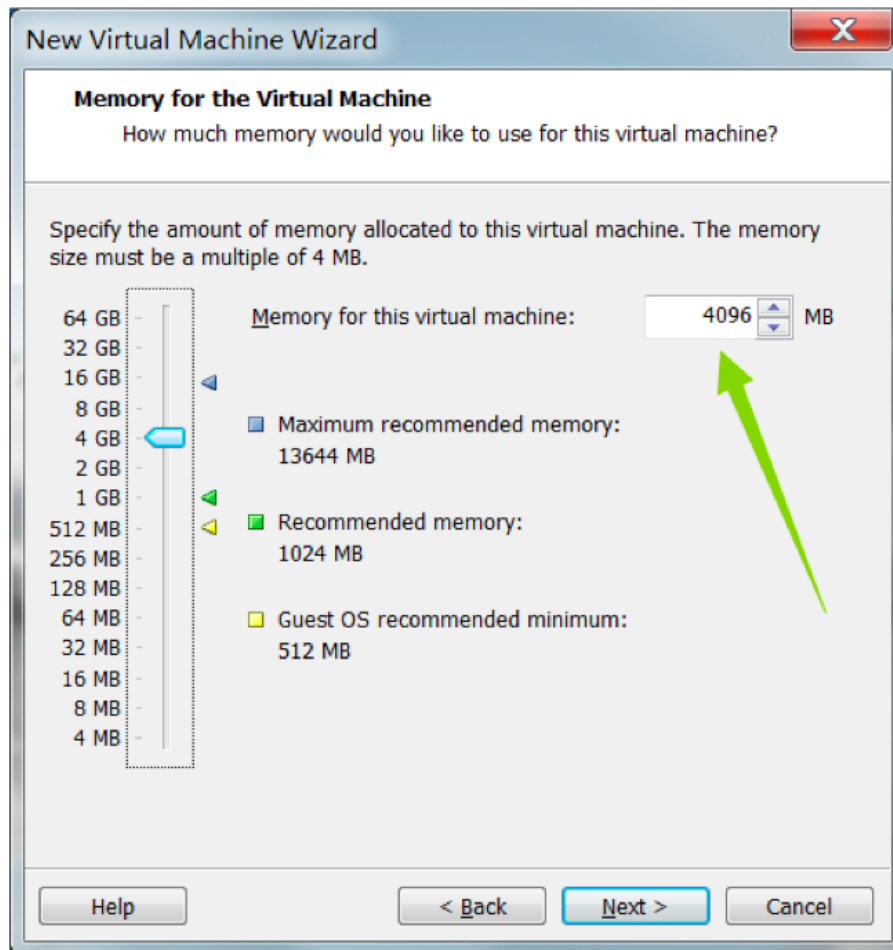 New Virtual Machine Wizard
X
Memory for the Virtual Machine
How much memory would you like to use for this virtual machine?
Specify the amount of memory allocated to this virtual machine. The memory
size must be a multiple of 4 MB.
64 GB
32 GB
16 GB
8 GB
4 GB
2 GB
1 GB
512 MB
256 MB
128 MB
64 MB
32 MB
16 MB
8 MB
4 MB
Memory for this virtual machine: 4096 MB
Maximum recommended memory:
13644 MB
Recommended memory:
1024 MB
Guest OS recommended minimum:
512 MB
Help < Back Next > Cancel